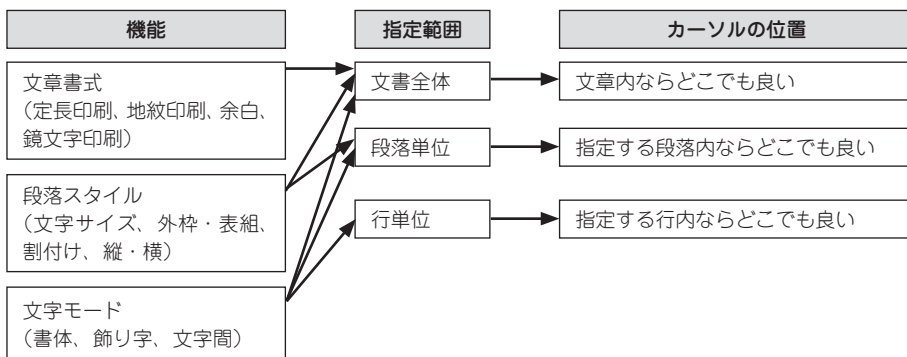 機能
指定範囲
カーソルの位置
文章書式
（定長印刷、地紋印刷、余白、
鏡文字印刷）
文書全体
文章内ならどこでも良い
段落単位
指定する段落内ならどこでも良い
段落スタイル
（文字サイズ、外枠・表組、
割付け、縦・横）
行単位
指定する行内ならどこでも良い
文字モード
（書体、飾り字、文字間）